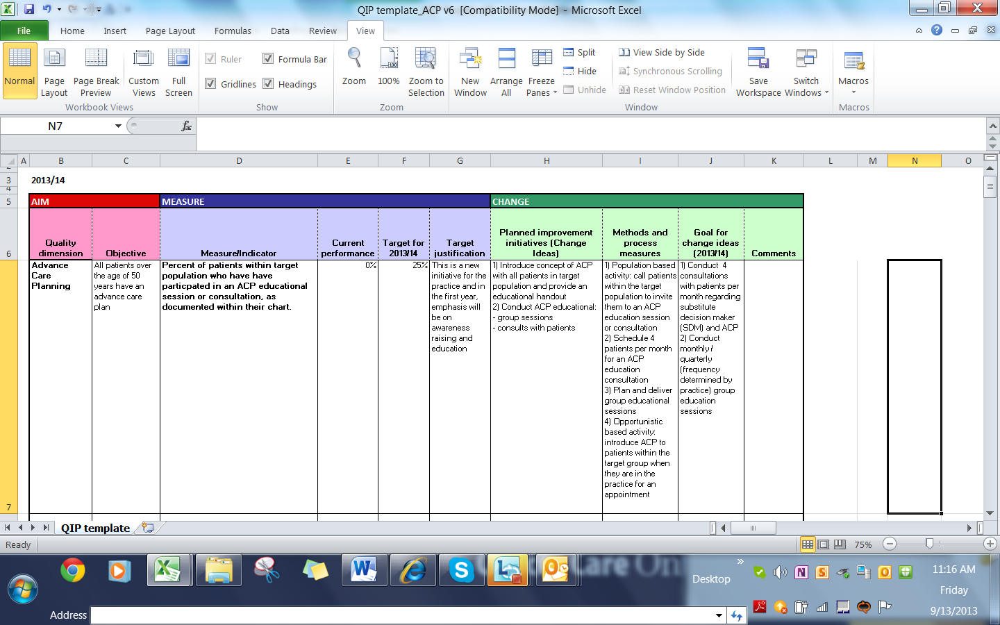 QIP template_ACP v6  [Compatibility Mode]  -  Microsoft Excel
File Home Insert Page Layout Formulas Data Review View
Normal
Page Layout
Page Break Preview
Custom Views
Full Screen
Workbook Views
Ruler
Formula Bar
Gridlines
Headings
Show
Zoom
100%
Zoom to Selection
Zoom
New Window
Arrange All
Freeze Panes
Split
Hide
Unhide
View Side by Side
Synchronous Scrolling
Reset Window Position
Save Workspace
Switch Windows
Window
Macros
Macros
N7
fx
A B C D E F G H I J K L M N O
2
3 2013/14
4
5 AIM MEASURE CHANGE
6
Quality
dimension
Objective
Measure/Indicator
Current
performance
Target for
2013/14
Target
justification
Planned improvement
initiatives (Change
Ideas)
Methods and
process
measures
Goal for
change ideas
(2013/14)
Comments
7
Advance
Care
Planning
All patients over
the age of 50
years have an
advance care
plan
Percent of patients within target
population who have have
particpated in an ACP educational
session or consultation, as
documented within their chart.
0%
25%
This is a new
initiative for the
practice and in
the first year,
emphasis will
be on
awareness
raising and
education
1) Introduce concept of ACP
with all patients in target
population and provide an
educational handout
2) Conduct ACP educational:
- group sessions
- consults with patients
1) Population based
activity: call patients
within the target
population to invite
them to an ACP
education session
or consultation
2) Schedule 4
patients per month
for an ACP
education
consultation
3) Plan and deliver
group educational
sessions
4) Opportunistic
based activity:
introduce ACP to
patients within the
target group when
they are in the
practice for an
appointment
1) Conduct  4
consultations
with patients per
month regarding
substitute
decision maker
(SDM) and ACP
2) Conduct
monthly /
quarterly
(frequency
determined by
practice) group
education
sessions
QIP template
Ready
75%
Desktop
11:16 AM
Friday
9/13/2013
Address